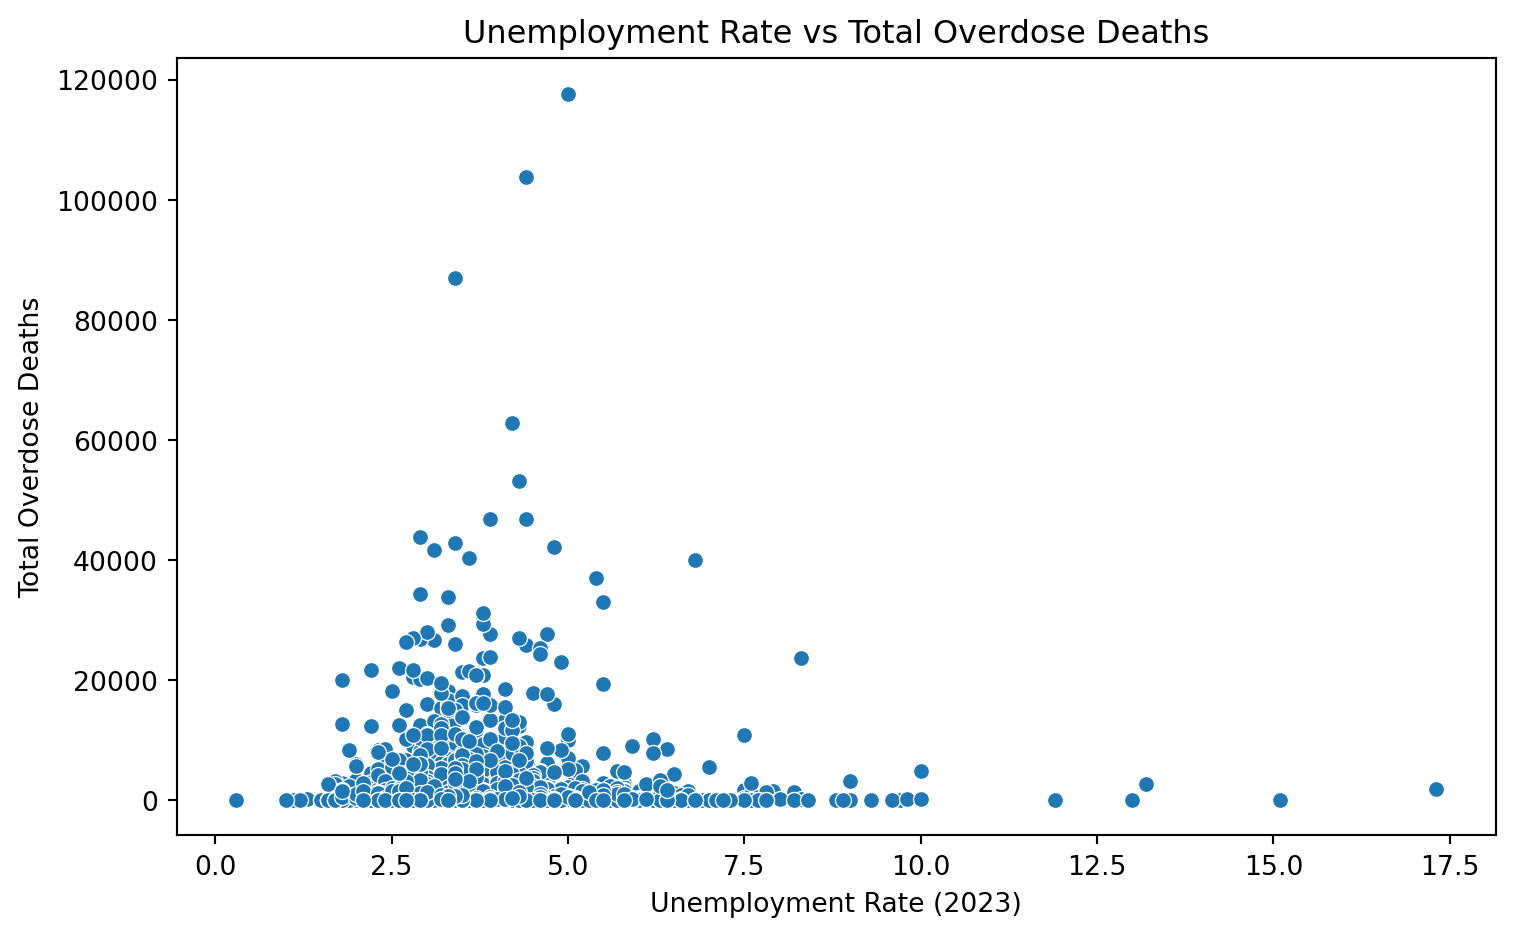 Unemployment Rate vs Total Overdose Deaths
120000
100000
80000
60000
40000
20000
0
Total Overdose Deaths
0.0 2.5 5.0 7.5 10.0 12.5 15.0 17.5
Unemployment Rate (2023)